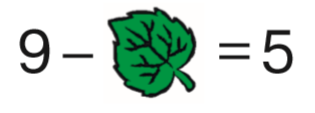 9 – = 5